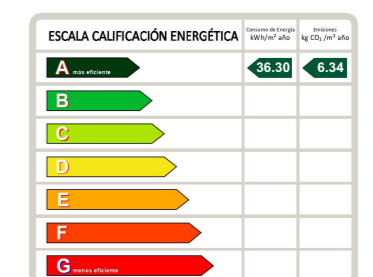 ESCALA CALIFICACIÓN ENERGÉTICA
Consumo de Energía
kWh/m² año
Emisiones
kg CO₂ /m² año
A más eficiente
36.30
6.34
B
C
D
E
F
G menos eficiente